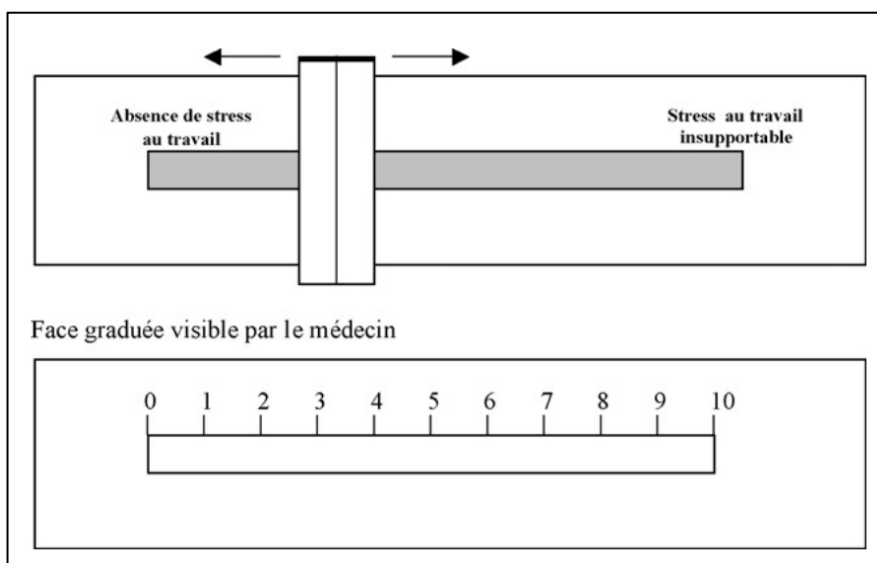 Absence de stress
au travail
Stress au travail
insupportable
Face graduée visible par le médecin
0 1 2 3 4 5 6 7 8 9 10